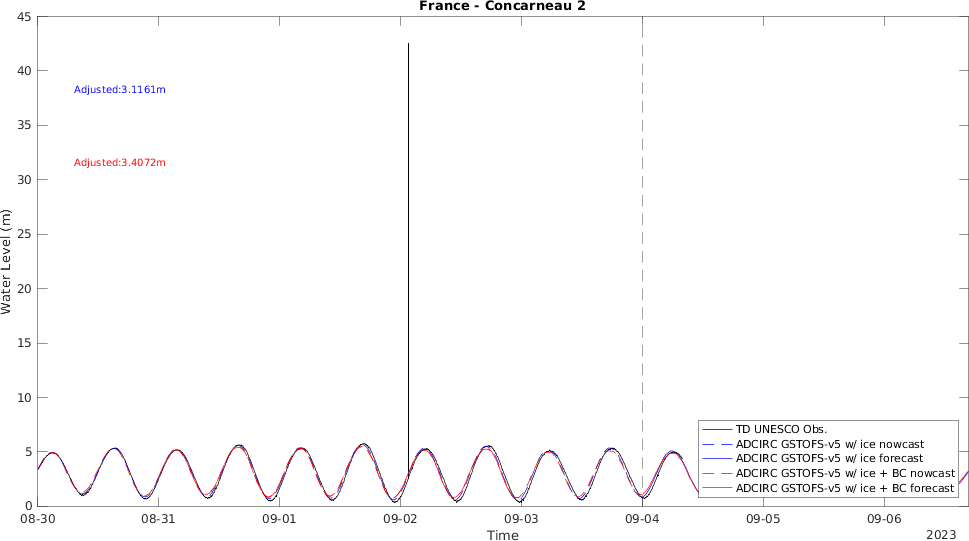 France - Concarneau 2
45
40
35
30
25
20
15
10
5
0
Water Level (m)
Adjusted:3.1161m
Adjusted:3.4072m
TD UNESCO Obs.
ADCIRC GSTOFS-v5 w/ ice nowcast
ADCIRC GSTOFS-v5 w/ ice forecast
ADCIRC GSTOFS-v5 w/ ice + BC nowcast
ADCIRC GSTOFS-v5 w/ ice + BC forecast
08-30 08-31 09-01 09-02 09-03 09-04 09-05 09-06
Time
2023